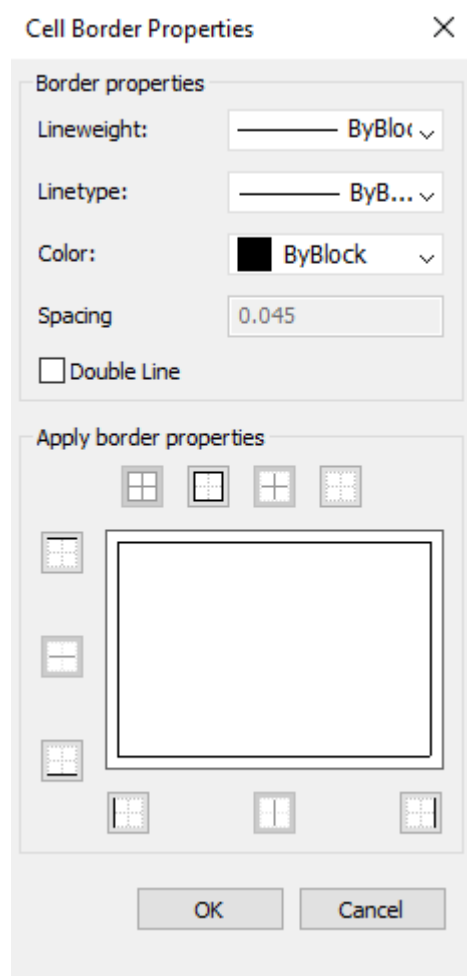 Cell Border Properties
Border properties
Lineweight: ByBloc
Linetype: ByB...
Color: ByBlock
Spacing 0.045
Double Line
Apply border properties
OK Cancel